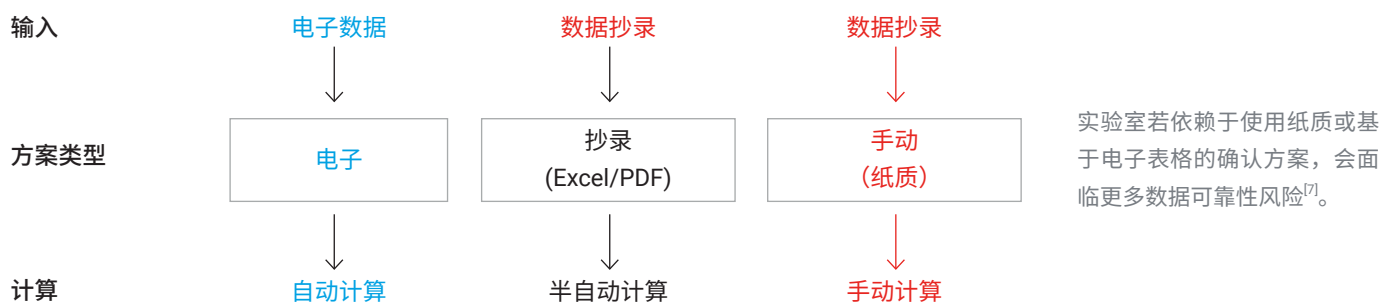 输入
电子数据
数据抄录
数据抄录
方案类型
电子
抄录
(Excel/PDF)
手动
（纸质）
实验室若依赖于使用纸质或基
于电子表格的确认方案，会面
临更多数据可靠性风险[7]。
计算
自动计算
半自动计算
手动计算